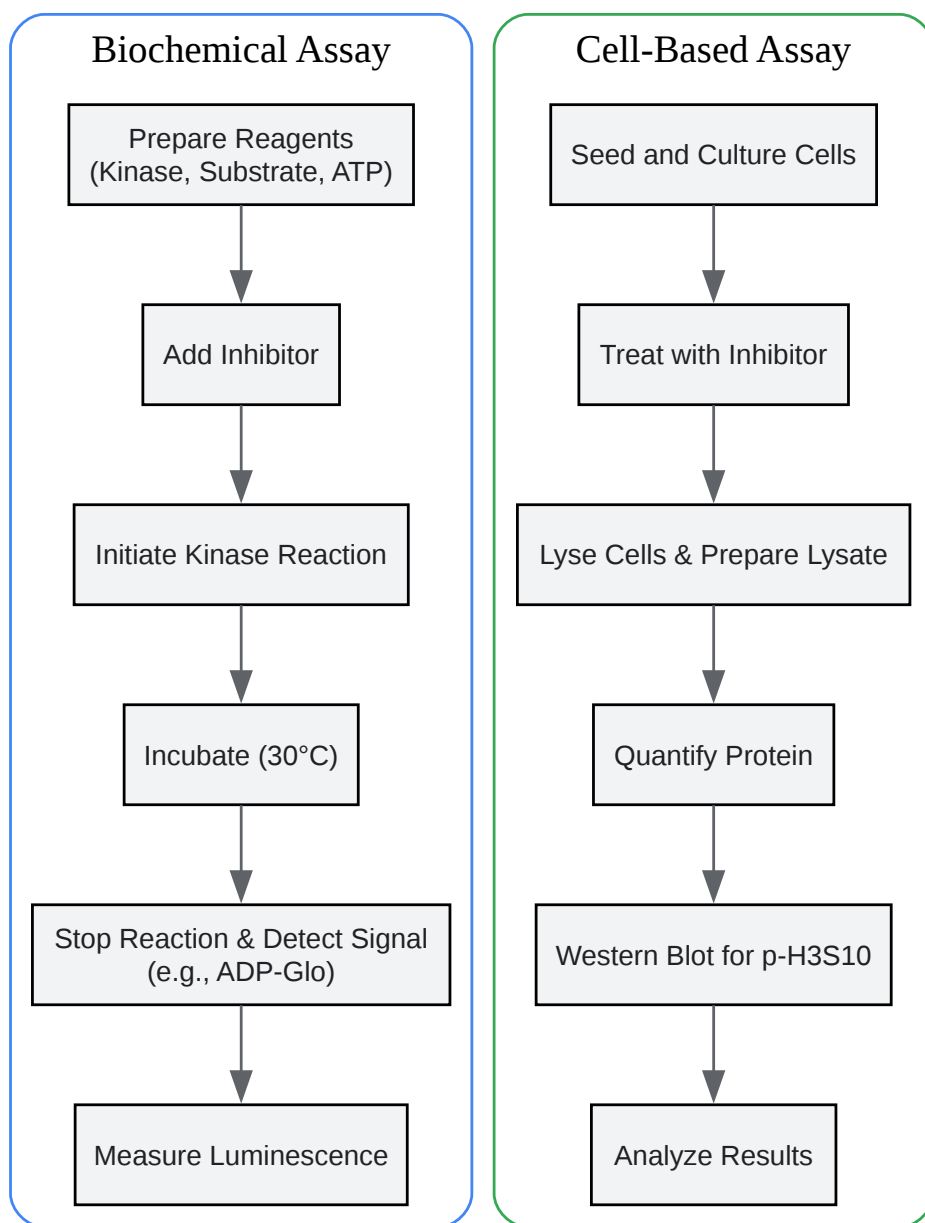 Biochemical Assay
Prepare Reagents
(Kinase, Substrate, ATP)
Add Inhibitor
Initiate Kinase Reaction
Incubate (30°C)
Stop Reaction & Detect Signal
(e.g., ADP-Glo)
Measure Luminescence
Cell-Based Assay
Seed and Culture Cells
Treat with Inhibitor
Lyse Cells & Prepare Lysate
Quantify Protein
Western Blot for p-H3S10
Analyze Results